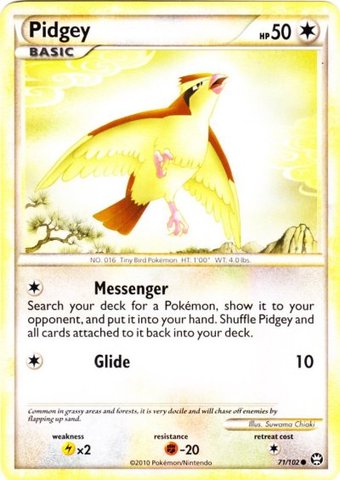 Pidgey HP 50
BASIC
NO. 016 Tiny Bird Pokémon HT: 1'00" WT: 4.0 lbs.
Messenger
Search your deck for a Pokémon, show it to your
opponent, and put it into your hand. Shuffle Pidgey and
all cards attached to it back into your deck.
Glide 10
Common in grassy areas and forests, it is very docile and will chase off enemies by
flapping up sand.
Illus. Suwama Chiaki
weakness resistance retreat cost
×2 -20
©2010 Pokémon/Nintendo 71/102